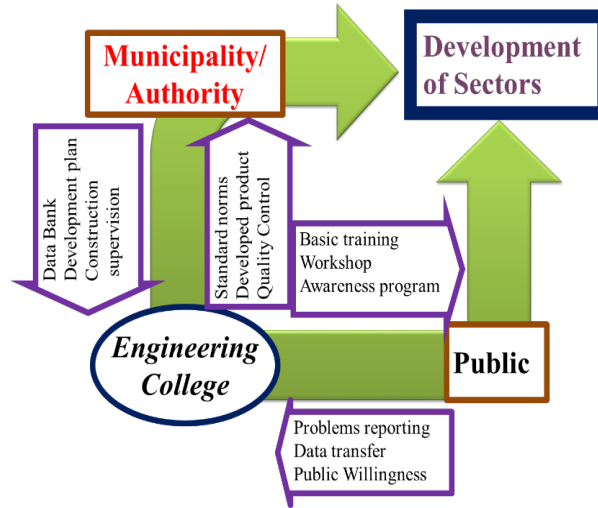 Municipality/
Authority
Development
of Sectors
Data Bank
Development plan
Construction
supervision
Standard norms
Developed product
Quality Control
Basic training
Workshop
Awareness program
Engineering
College
Public
Problems reporting
Data transfer
Public Willingness